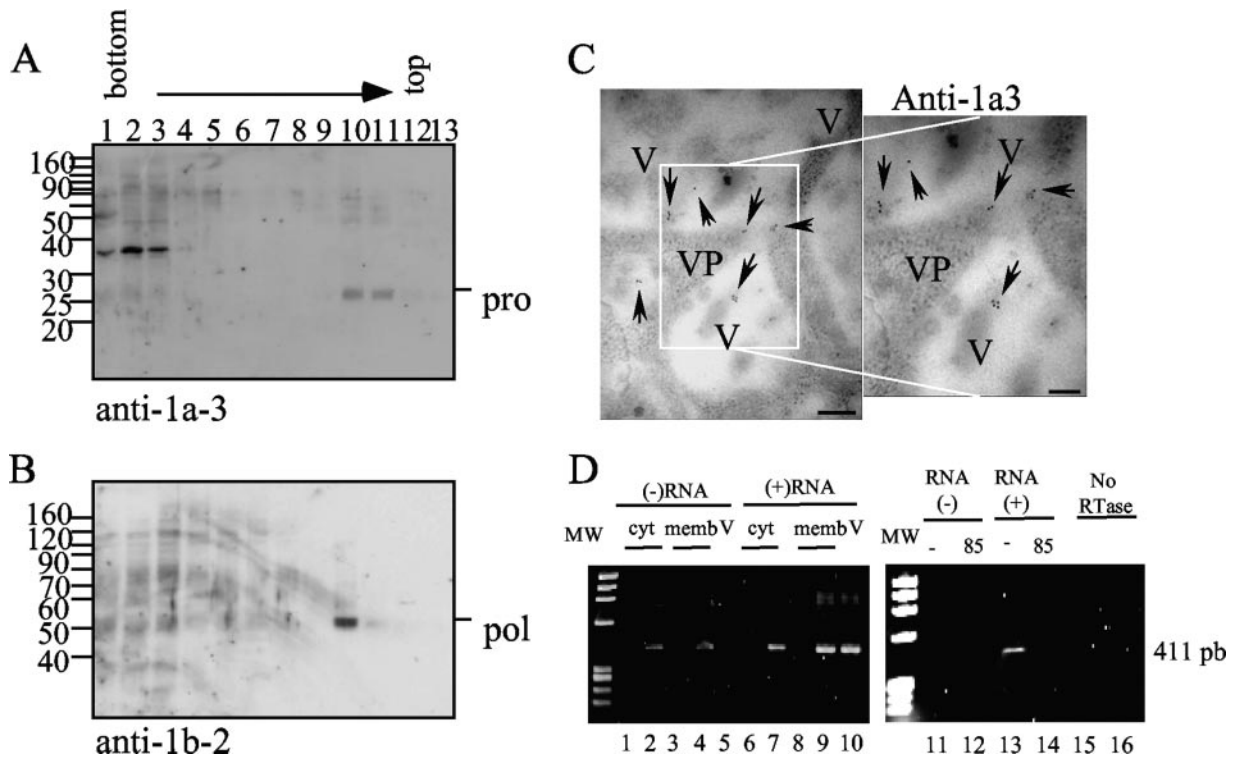 A
bottom
top
1 2 3 4 5 6 7 8 9 10 11 12 13
160
90
50
40
30
25
20
pro
anti-1a-3
B
160
120
90
70
60
50
40
pol
anti-1b-2
C
Anti-1a3
V
V
VP
V
V
VP
V
D
(-)RNA
(+)RNA
cyt
memb V
cyt
memb V
MW
1 2 3 4 5 6 7 8 9 10
RNA
(-)
RNA
(+)
No
RTase
MW
-
85
-
85
411 pb
11 12 13 14 15 16